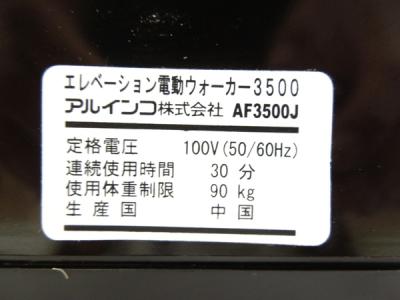 エレベーション電動ウォーカー3500
アルインコ株式会社 AF3500J
定格電圧 100V(50/60Hz)
連続使用時間 30 分
使用体重制限 90 kg
生産国 中国